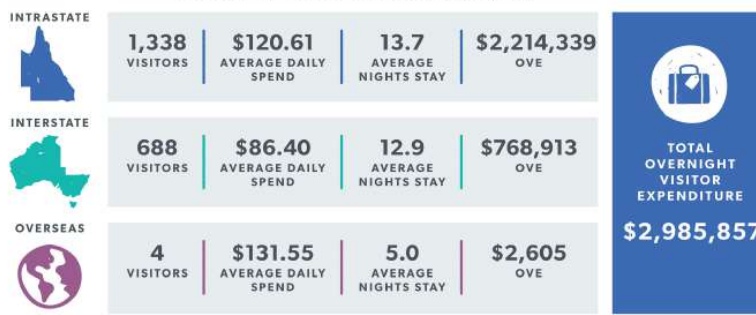 INTRASTATE
1,338
VISITORS
$120.61
AVERAGE DAILY
SPEND
13.7
AVERAGE
NIGHTS STAY
$2,214,339
OVE
INTERSTATE
688
VISITORS
$86.40
AVERAGE DAILY
SPEND
12.9
AVERAGE
NIGHTS STAY
$768,913
OVE
OVERSEAS
4
VISITORS
$131.55
AVERAGE DAILY
SPEND
5.0
AVERAGE
NIGHTS STAY
$2,605
OVE
TOTAL
OVERNIGHT
VISITOR
EXPENDITURE
$2,985,857